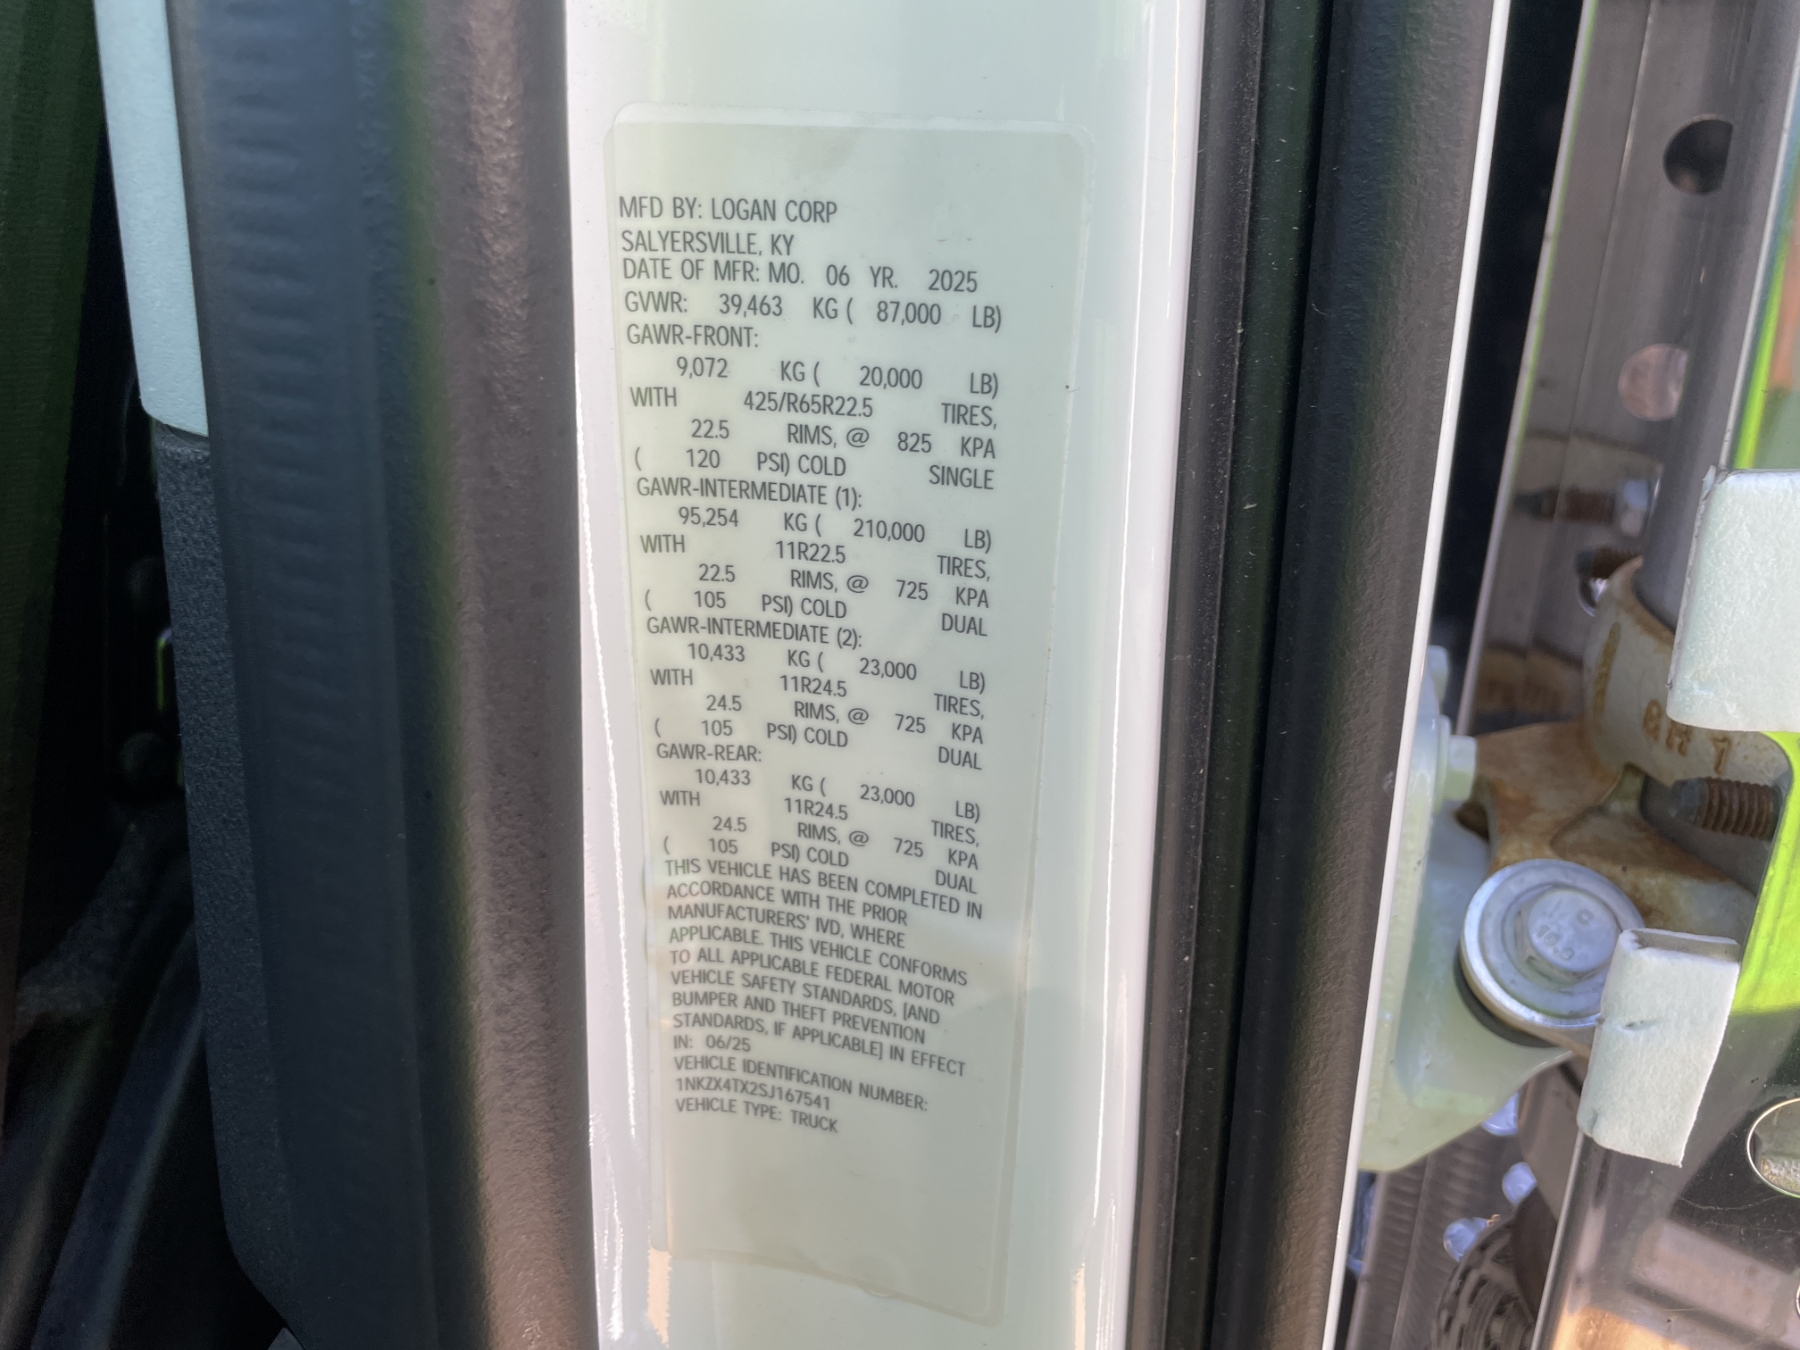 MFD BY: LOGAN CORP
SALYERSVILLE, KY
DATE OF MFR: MO. 06 YR. 2025
GVWR: 39,463 KG ( 87,000 LB)
GAWR-FRONT:
9,072 KG ( 20,000 LB)
WITH 425/R65R22.5 TIRES,
22.5 RIMS, @ 825 KPA
( 120 PSI) COLD SINGLE
GAWR-INTERMEDIATE (1):
95,254 KG ( 210,000 LB)
WITH 11R22.5 TIRES,
22.5 RIMS, @ 725 KPA
( 105 PSI) COLD DUAL
GAWR-INTERMEDIATE (2):
10,433 KG ( 23,000 LB)
WITH 11R24.5 TIRES,
24.5 RIMS, @ 725 KPA
( 105 PSI) COLD DUAL
GAWR-REAR:
10,433 KG ( 23,000 LB)
WITH 11R24.5 TIRES,
24.5 RIMS, @ 725 KPA
( 105 PSI) COLD DUAL
THIS VEHICLE HAS BEEN COMPLETED IN
ACCORDANCE WITH THE PRIOR
MANUFACTURERS' IVD, WHERE
APPLICABLE. THIS VEHICLE CONFORMS
TO ALL APPLICABLE FEDERAL MOTOR
VEHICLE SAFETY STANDARDS, [AND
BUMPER AND THEFT PREVENTION
STANDARDS, IF APPLICABLE] IN EFFECT
IN: 06/25
VEHICLE IDENTIFICATION NUMBER:
1NKZX4TX2SJ167541
VEHICLE TYPE: TRUCK